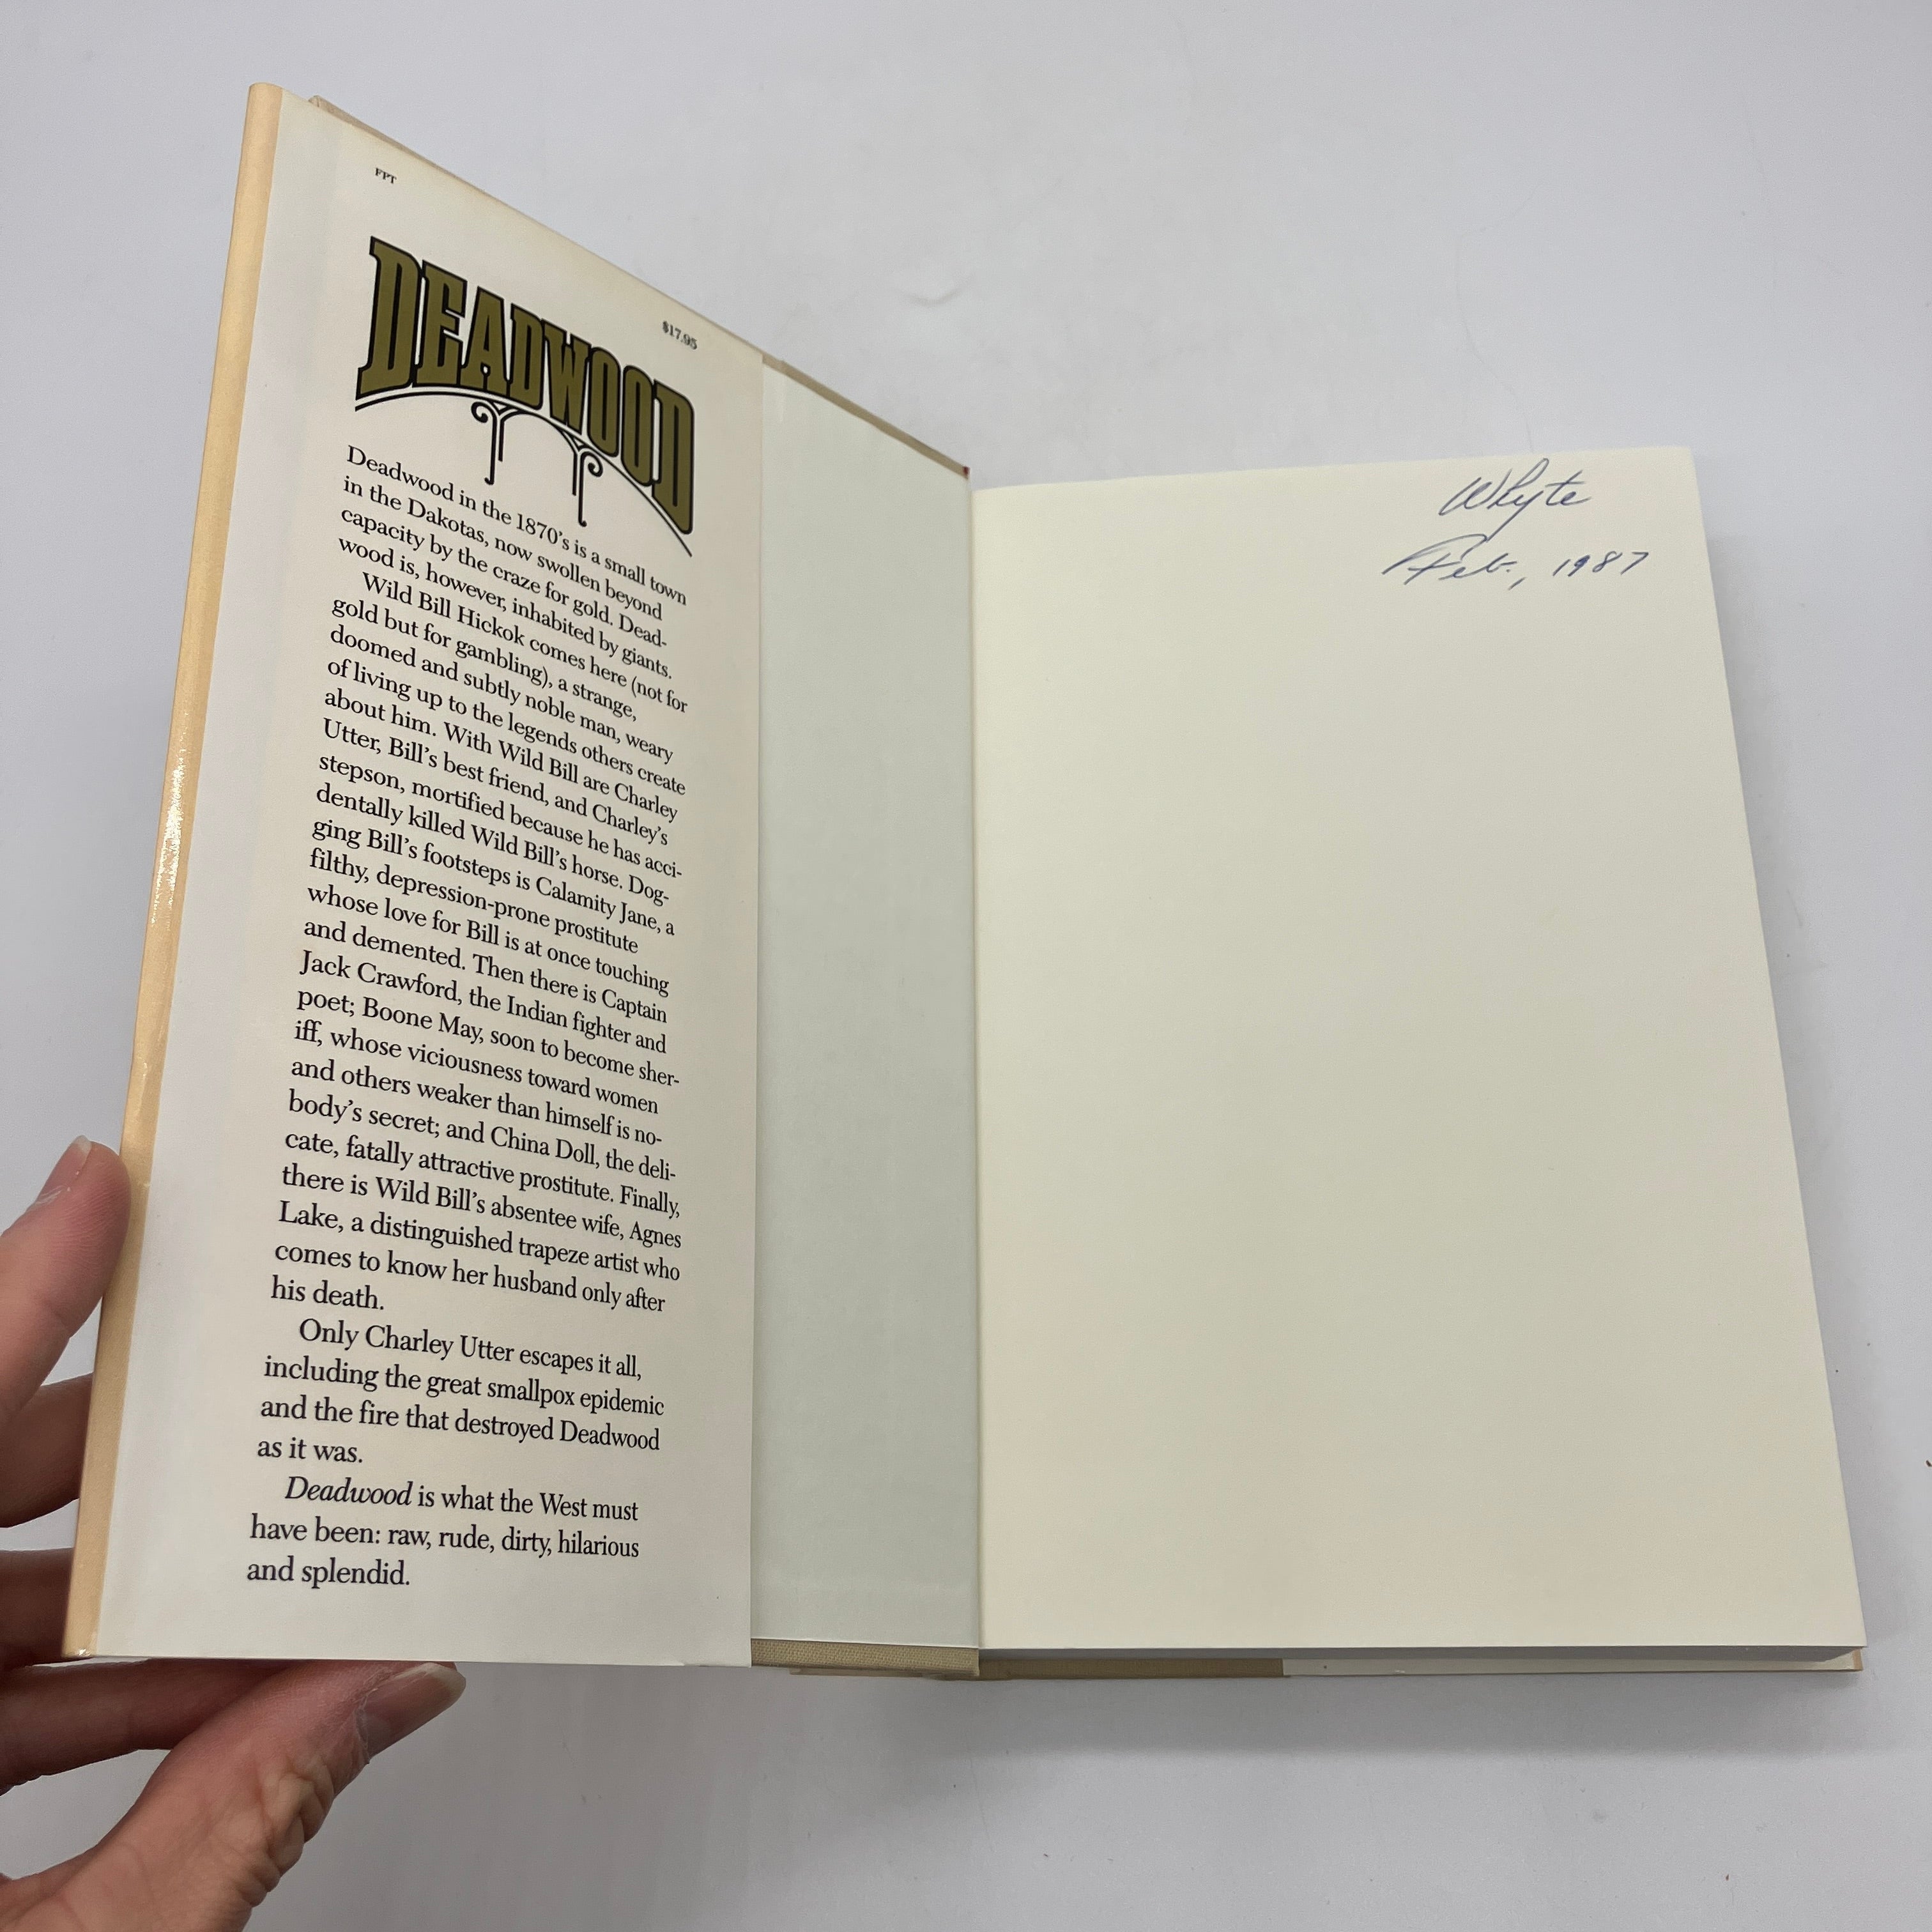 FPT
$17.95
DEADWOOD
Deadwood in the 1870's is a small town
in the Dakotas, now swollen beyond
capacity by the craze for gold. Dead-
wood is, however, inhabited by giants.
Wild Bill Hickok comes here (not for
gold but for gambling), a strange,
doomed and subtly noble man, weary
of living up to the legends others create
about him. With Wild Bill are Charley
Utter, Bill's best friend, and Charley's
stepson, mortified because he has acci-
dentally killed Wild Bill's horse. Dog-
ging Bill's footsteps is Calamity Jane, a
filthy, depression-prone prostitute
whose love for Bill is at once touching
and demented. Then there is Captain
Jack Crawford, the Indian fighter and
poet; Boone May, soon to become sher-
iff, whose viciousness toward women
and others weaker than himself is no-
body's secret; and China Doll, the deli-
cate, fatally attractive prostitute. Finally,
there is Wild Bill's absentee wife, Agnes
Lake, a distinguished trapeze artist who
comes to know her husband only after
his death.
Only Charley Utter escapes it all,
including the great smallpox epidemic
and the fire that destroyed Deadwood
as it was.
Deadwood is what the West must
have been: raw, rude, dirty, hilarious
and splendid.
Whyte
Feb., 1987